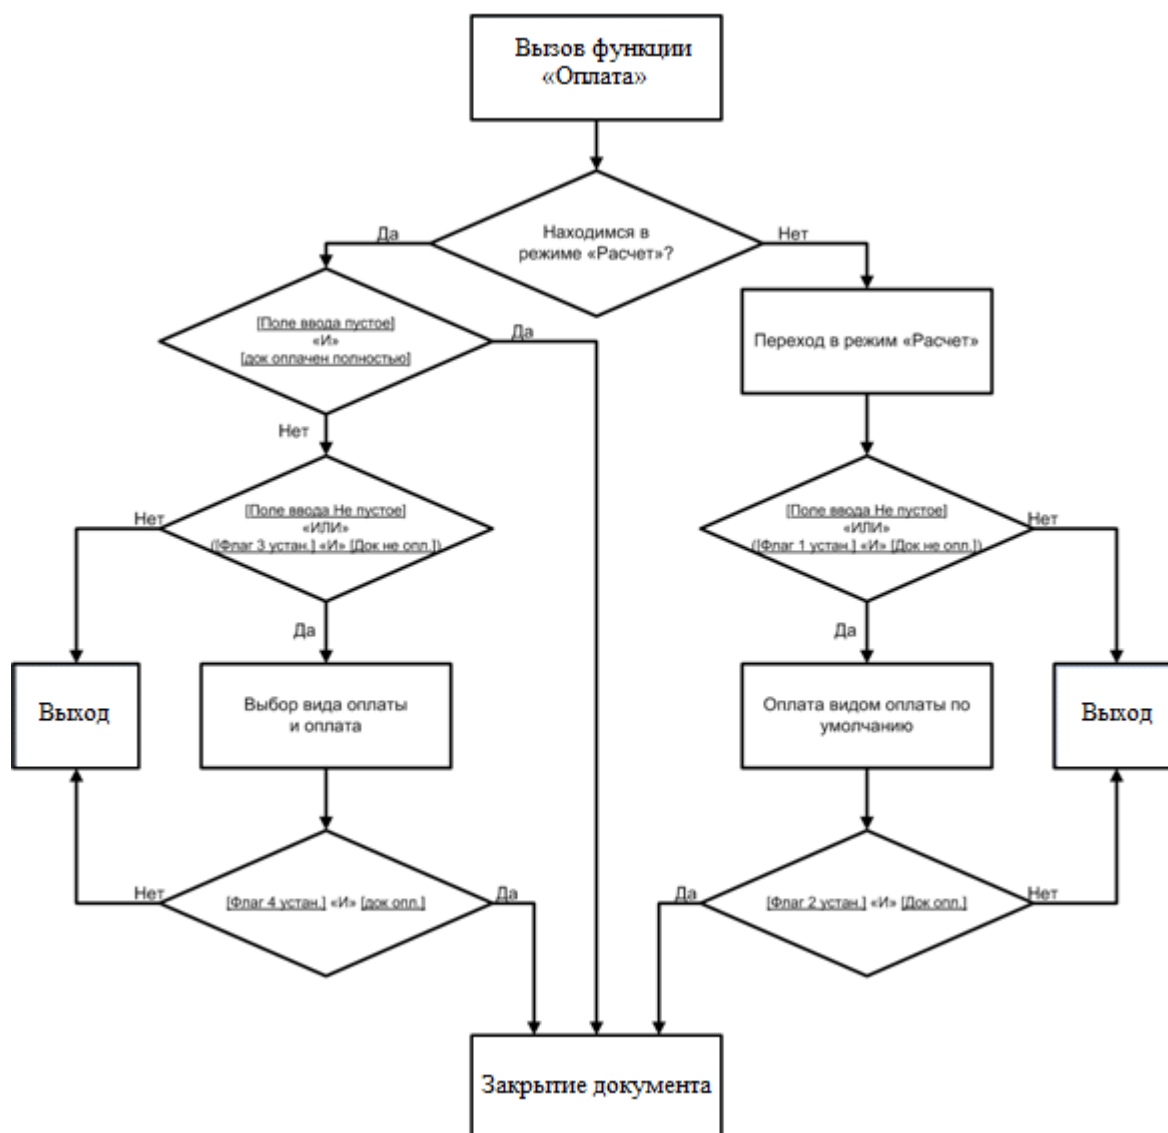 Вызов функции
«Оплата»
Находимся в
режиме «Расчет»?
Да
Нет
[Поле ввода пустое]
«И»
[док оплачен полностью]
Да
Переход в режим «Расчет»
Нет
[Поле ввода Не пустое]
«ИЛИ»
([Флаг 3 устан.] «И» [Док не опл.])
Нет
[Поле ввода Не пустое]
«ИЛИ»
([Флаг 1 устан.] «И» [Док не опл.])
Нет
Да
Да
Выход
Выбор вида оплаты
и оплата
Оплата видом оплаты по
умолчанию
Выход
Нет
[Флаг 4 устан.] «И» [док опл.]
Да
Да
[Флаг 2 устан.] «И» [Док опл.]
Нет
Закрытие документа